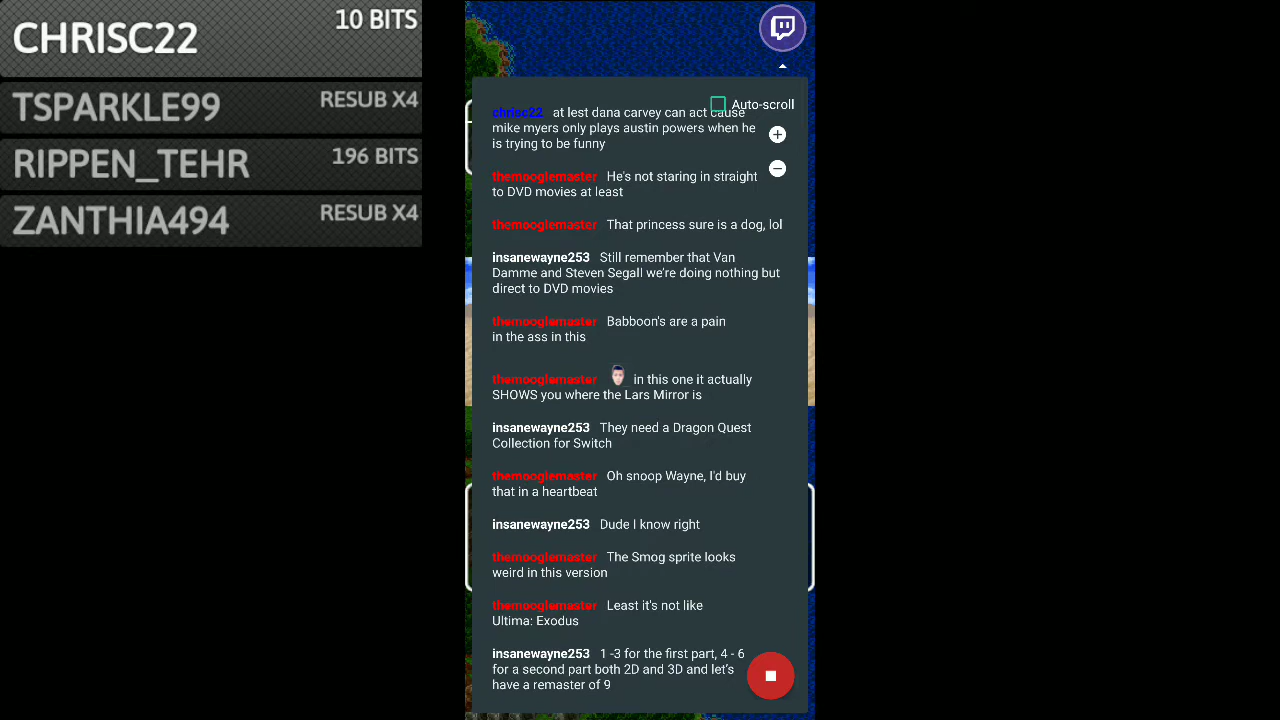 CHRISC22
10 BITS
TSPARKLE99
RESUB X4
RIPPEN_TEHR
196 BITS
ZANTHIA494
RESUB X4
Auto-scroll
chrisc22 at lest dana carvey can act cause
mike myers only plays austin powers when he
is trying to be funny
themooglemaster He's not staring in straight
to DVD movies at least
themooglemaster That princess sure is a dog, lol
insanewayne253 Still remember that Van
Damme and Steven Segall we're doing nothing but
direct to DVD movies
themooglemaster Babboon's are a pain
in the ass in this
themooglemaster in this one it actually
SHOWS you where the Lars Mirror is
insanewayne253 They need a Dragon Quest
Collection for Switch
themooglemaster Oh snoop Wayne, I'd buy
that in a heartbeat
insanewayne253 Dude I know right
themooglemaster The Smog sprite looks
weird in this version
themooglemaster Least it's not like
Ultima: Exodus
insanewayne253 1 -3 for the first part, 4 - 6
for a second part both 2D and 3D and let's
have a remaster of 9